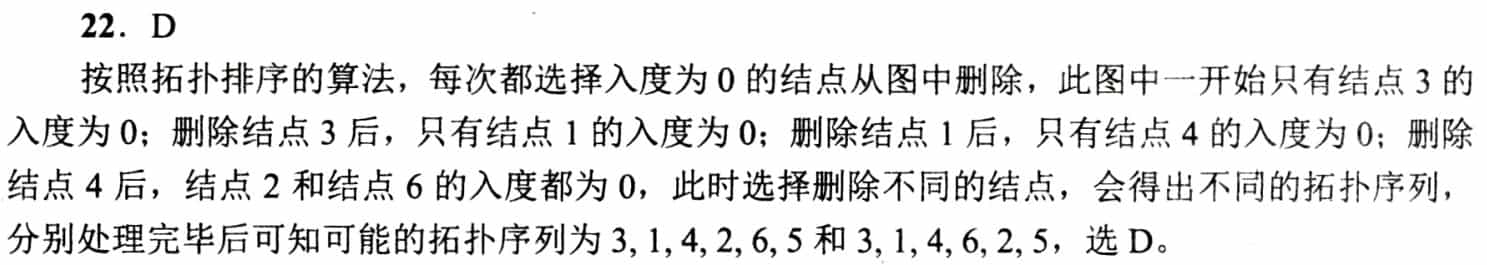 22. D
按照拓扑排序的算法，每次都选择入度为 0 的结点从图中删除，此图中一开始只有结点 3 的
入度为 0；删除结点 3 后，只有结点 1 的入度为 0；删除结点 1 后，只有结点 4 的入度为 0；删除
结点 4 后，结点 2 和结点 6 的入度都为 0，此时选择删除不同的结点，会得出不同的拓扑序列，
分别处理完毕后可知可能的拓扑序列为 3, 1, 4, 2, 6, 5 和 3, 1, 4, 6, 2, 5，选 D。